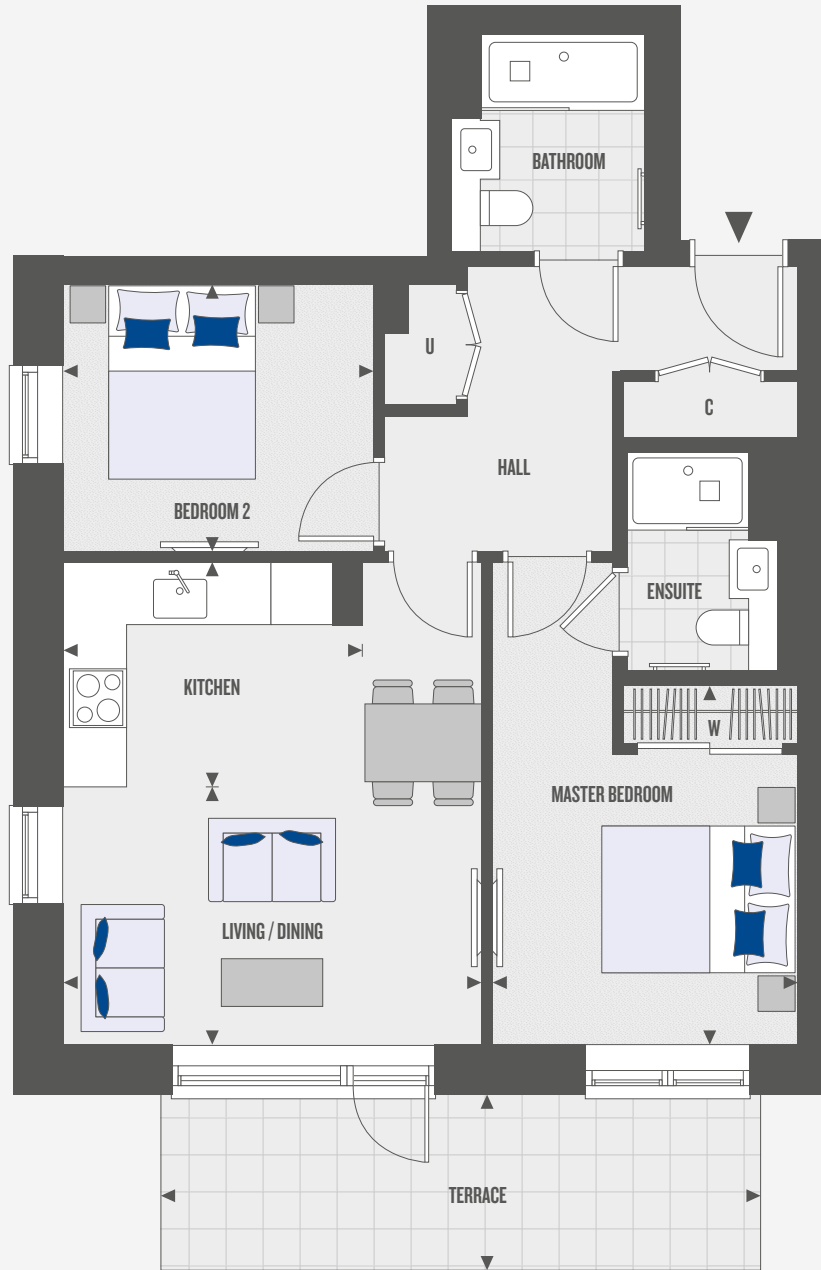 BATHROOM
U
C
HALL
BEDROOM 2
ENSUITE
KITCHEN
W
MASTER BEDROOM
LIVING / DINING
TERRACE